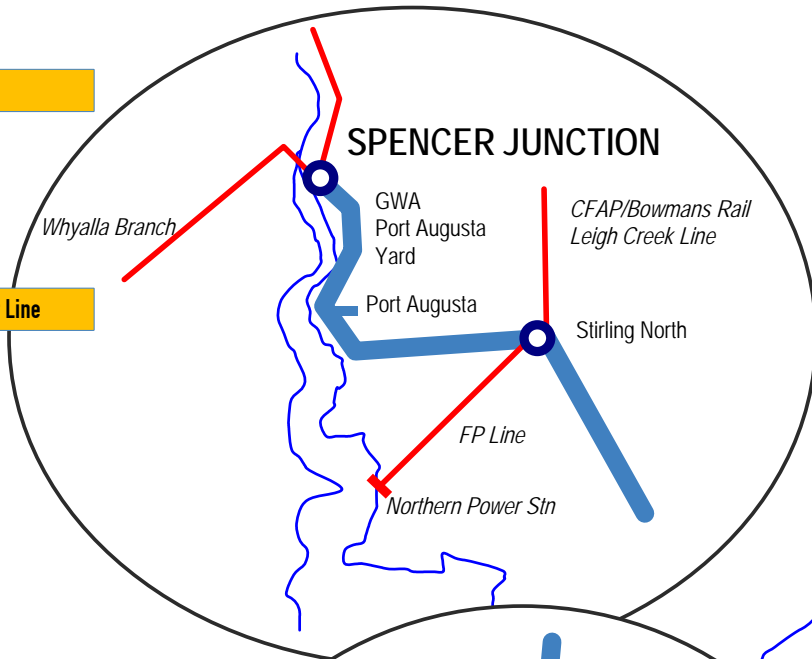 SPENCER JUNCTION
GWA
Port Augusta
Yard
CFAP/Bowmans Rail
Leigh Creek Line
Whyalla Branch
Line
Port Augusta
Stirling North
FP Line
Northern Power Stn